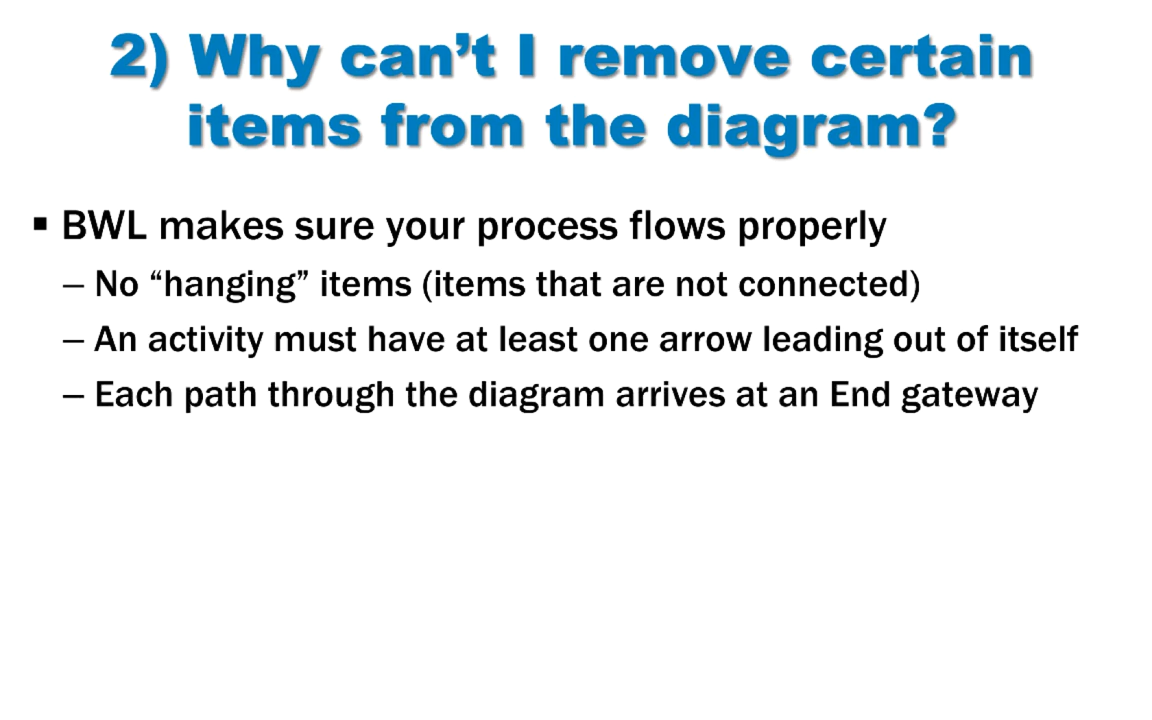 2) Why can’t I remove certain
items from the diagram?
▪ BWL makes sure your process flows properly
– No “hanging” items (items that are not connected)
– An activity must have at least one arrow leading out of itself
– Each path through the diagram arrives at an End gateway